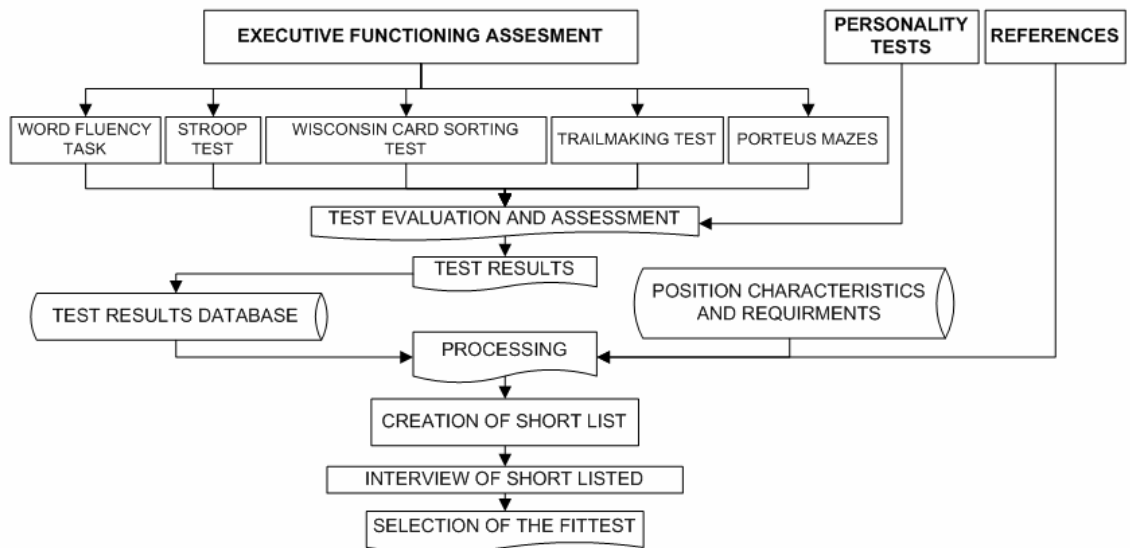 EXECUTIVE FUNCTIONING ASSESMENT
PERSONALITY
TESTS
REFERENCES
WORD FLUENCY
TASK
STROOP
TEST
WISCONSIN CARD SORTING
TEST
TRAILMAKING TEST
PORTEUS MAZES
TEST EVALUATION AND ASSESSMENT
TEST RESULTS
TEST RESULTS DATABASE
POSITION CHARACTERISTICS
AND REQUIRMENTS
PROCESSING
CREATION OF SHORT LIST
INTERVIEW OF SHORT LISTED
SELECTION OF THE FITTEST